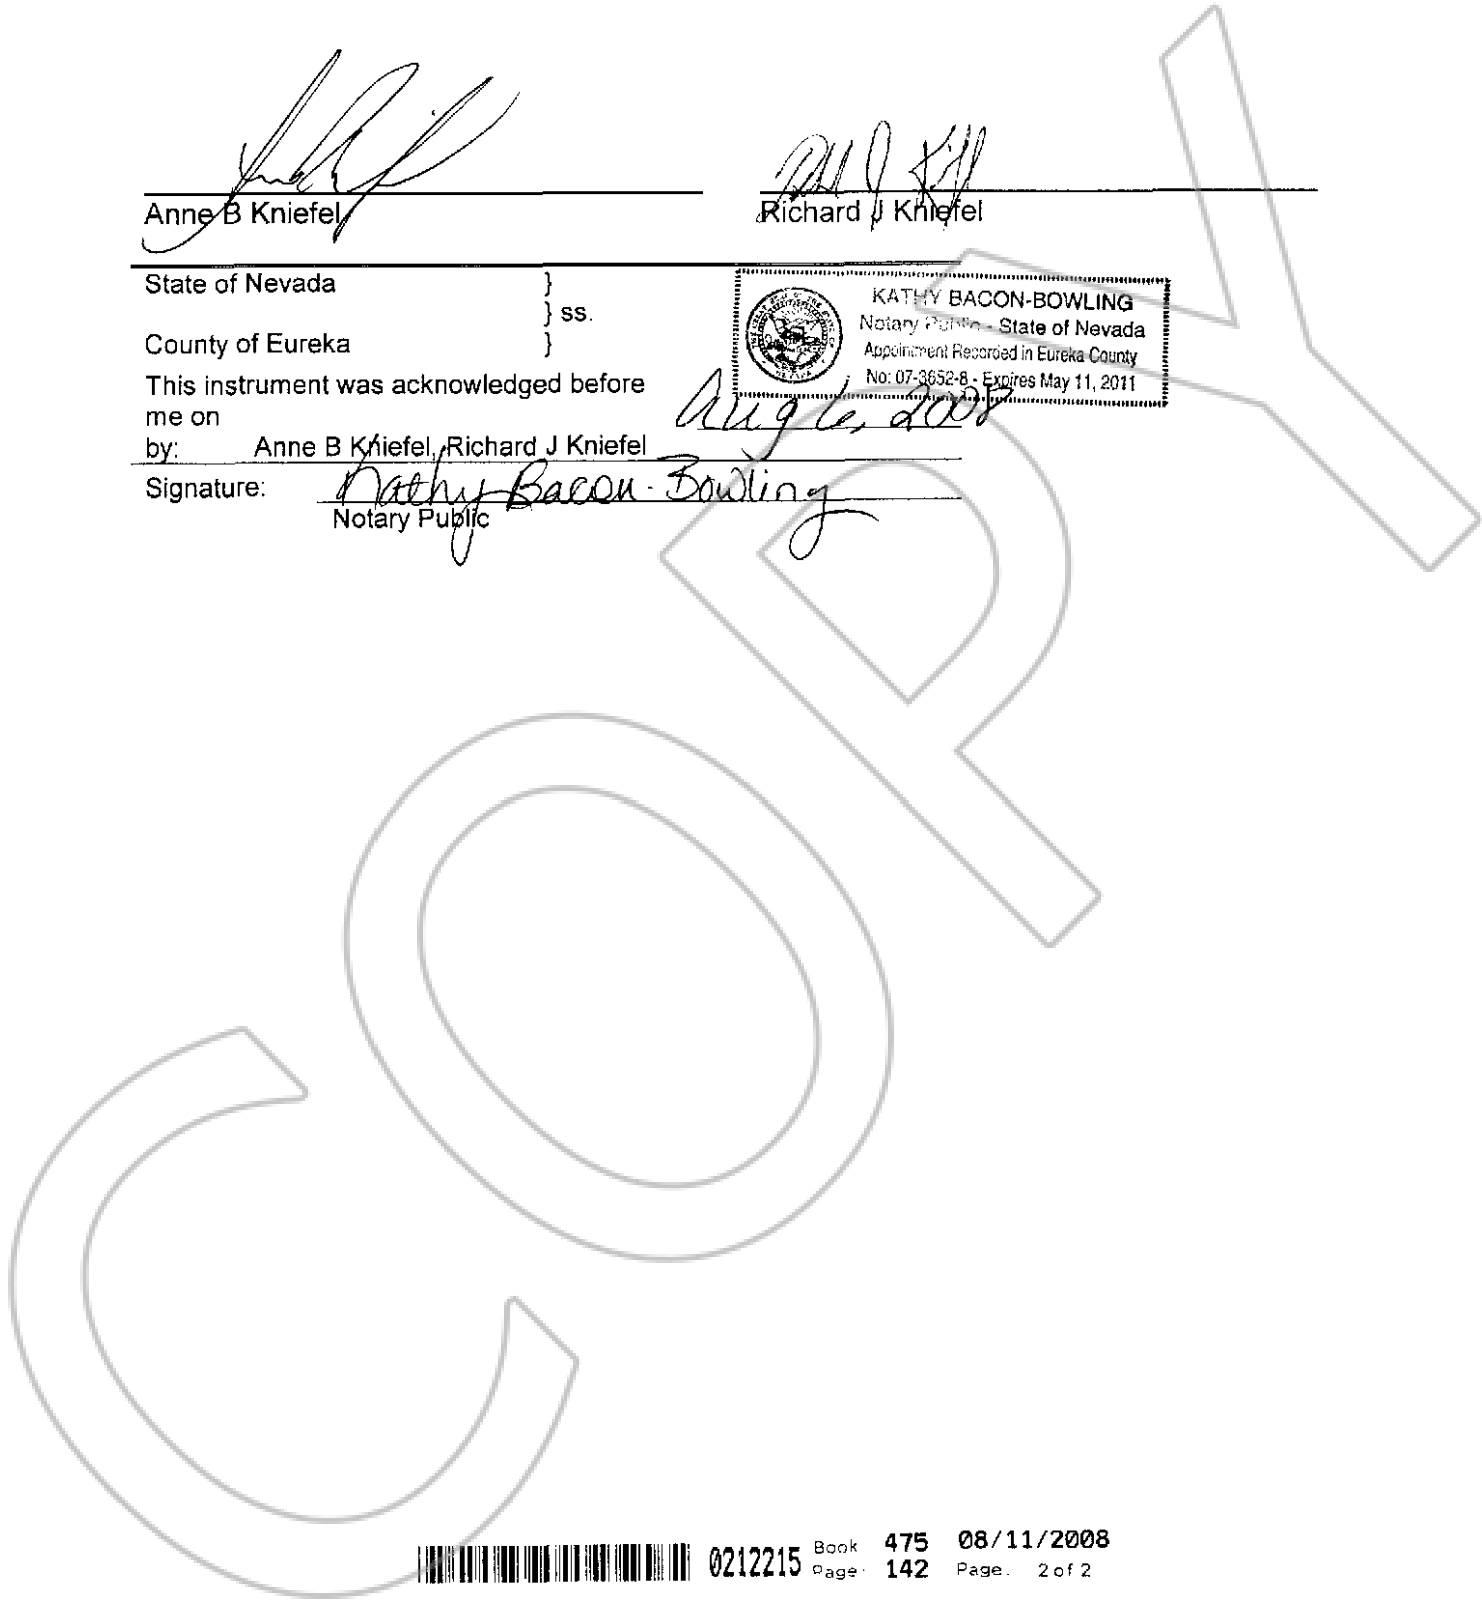 Anne B Kniefel
Richard J Kniefel
State of Nevada }
} ss.
County of Eureka }
KATHY BACON-BOWLING
Notary Public - State of Nevada
Appointment Recorded in Eureka County
No: 07-3652-8 - Expires May 11, 2011
This instrument was acknowledged before
me on Aug 6, 2008
by: Anne B Kniefel, Richard J Kniefel
Signature: Kathy Bacon-Bowling
Notary Public
COPY
0212215 Book 475 08/11/2008
Page: 142 Page. 2 of 2